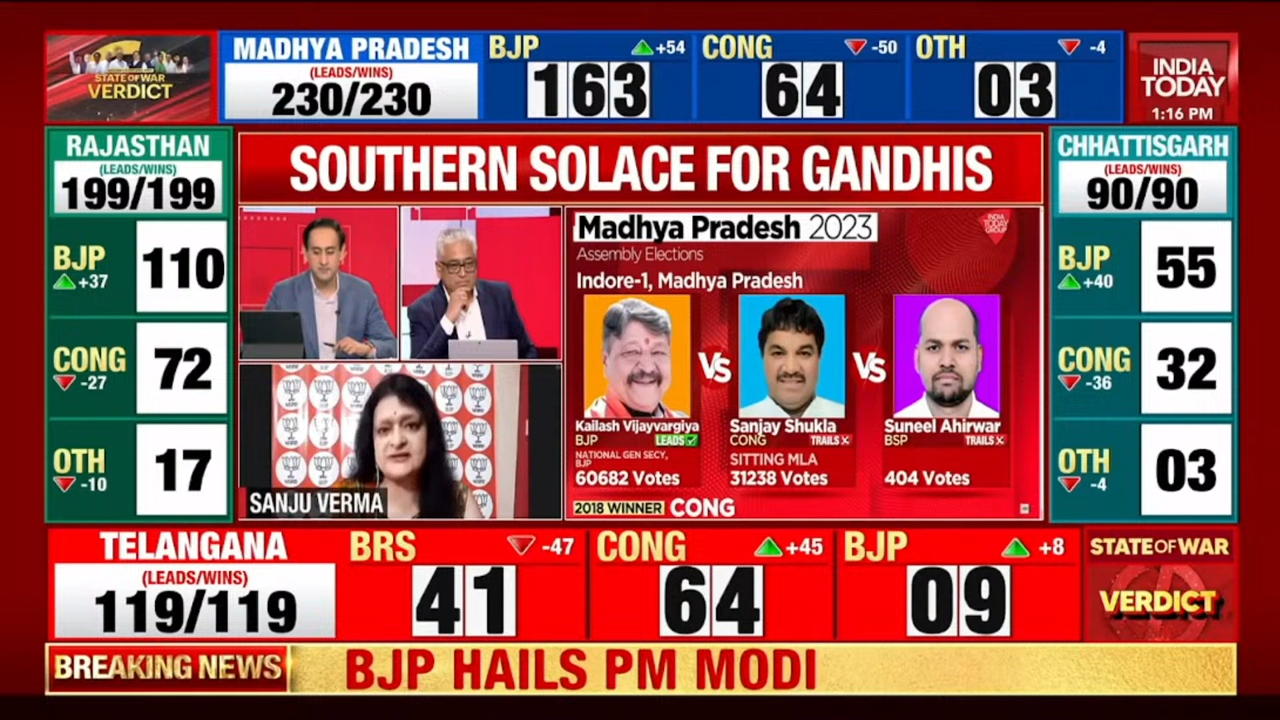 STATE OF WAR
VERDICT
MADHYA PRADESH
(LEADS/WINS)
230/230
BJP +54
163
CONG -50
64
OTH -4
03
INDIA
TODAY
1:16 PM
RAJASTHAN
(LEADS/WINS)
199/199
BJP
+37
110
CONG
-27
72
OTH
-10
17
SOUTHERN SOLACE FOR GANDHIS
SANJU VERMA
Madhya Pradesh 2023
Assembly Elections
INDIA
TODAY
GROUP
Indore-1, Madhya Pradesh
VS
VS
Kailash Vijayvargiya
BJP LEADS
NATIONAL GEN SECY,
BJP
60682 Votes
Sanjay Shukla
CONG TRAILS
SITTING MLA
31238 Votes
Suneel Ahirwar
BSP TRAILS
404 Votes
2018 WINNER CONG
CHHATTISGARH
(LEADS/WINS)
90/90
BJP
+40
55
CONG
-36
32
OTH
-4
03
TELANGANA
(LEADS/WINS)
119/119
BRS -47
41
CONG +45
64
BJP +8
09
STATE OF WAR
VERDICT
BREAKING NEWS
BJP HAILS PM MODI